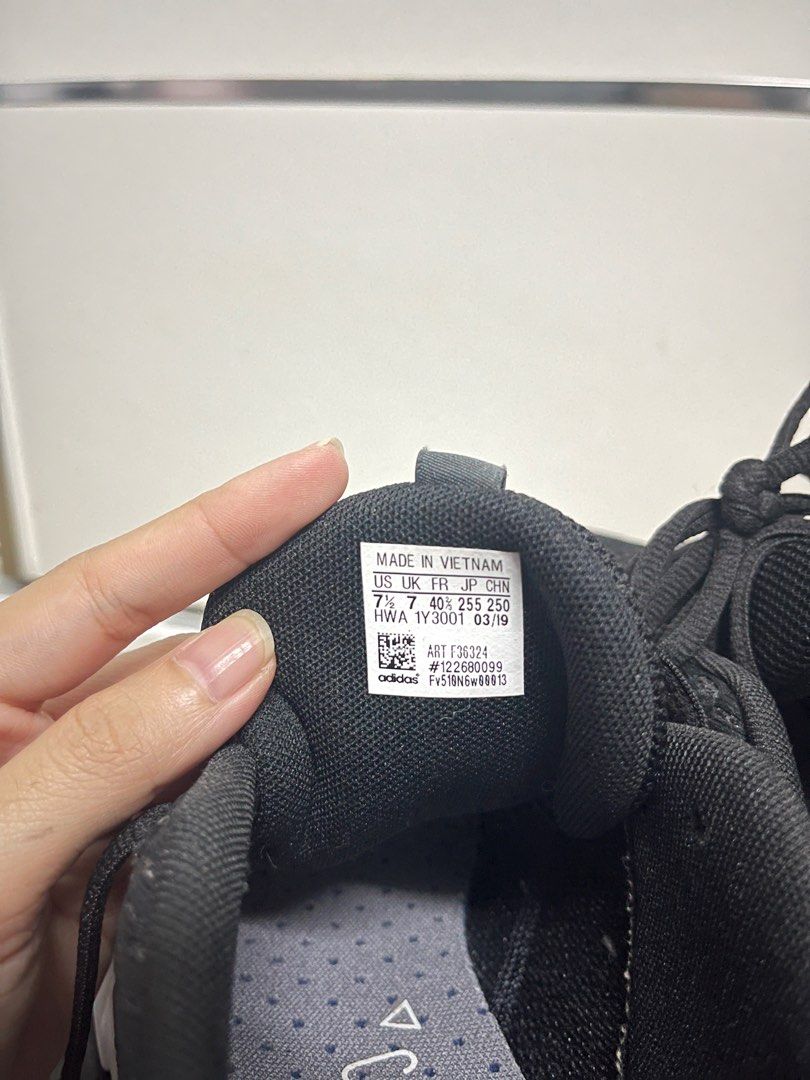 MADE IN VIETNAM
US UK FR JP CHN
7½ 7 40⅔ 255 250
HWA 1Y3001 03/19
ART F36324
#122680099
adidas Fv510N6w00013